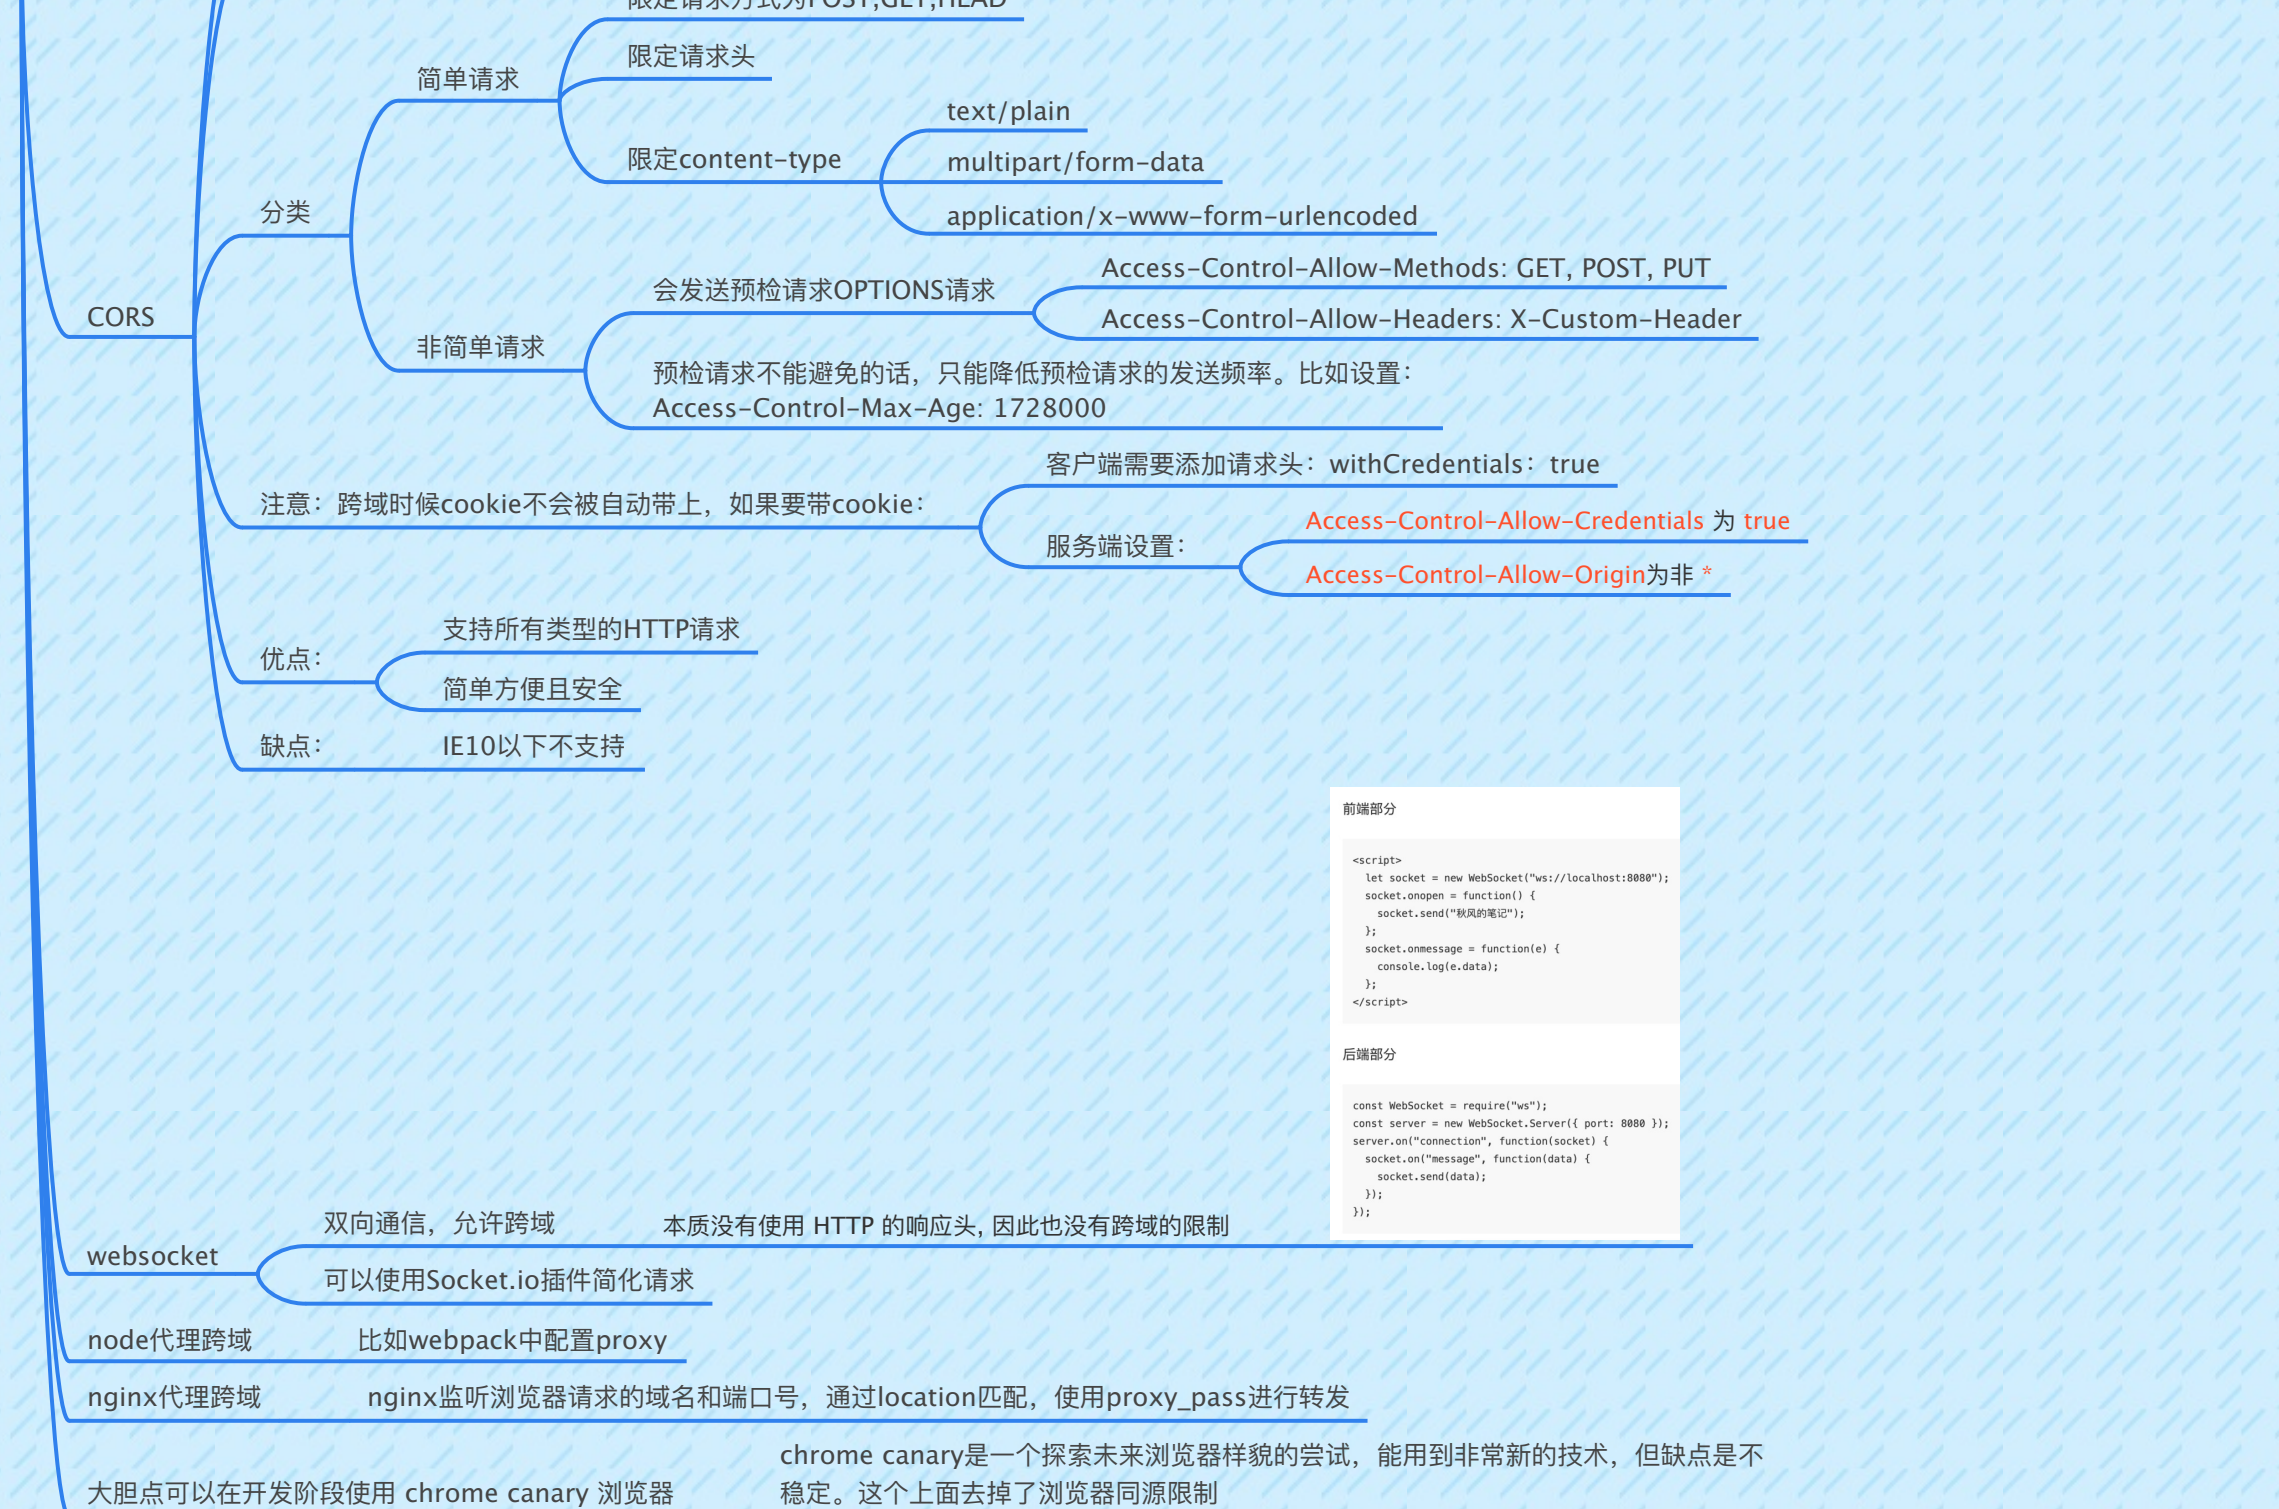 限定请求方式为POST,GET,HEAD
限定请求头
简单请求
text/plain
限定content-type
multipart/form-data
application/x-www-form-urlencoded
分类
Access-Control-Allow-Methods: GET, POST, PUT
会发送预检请求OPTIONS请求
Access-Control-Allow-Headers: X-Custom-Header
CORS
非简单请求
预检请求不能避免的话，只能降低预检请求的发送频率。比如设置：
Access-Control-Max-Age: 1728000
客户端需要添加请求头：withCredentials：true
注意：跨域时候cookie不会被自动带上，如果要带cookie：
Access-Control-Allow-Credentials 为 true
服务端设置：
Access-Control-Allow-Origin为非 *
支持所有类型的HTTP请求
优点：
简单方便且安全
缺点：
IE10以下不支持
前端部分
<script>
let socket = new WebSocket("ws://localhost:8080");
socket.onopen = function() {
socket.send("秋风的笔记");
};
socket.onmessage = function(e) {
console.log(e.data);
};
</script>
后端部分
const WebSocket = require("ws");
const server = new WebSocket.Server({ port: 8080 });
server.on("connection", function(socket) {
socket.on("message", function(data) {
socket.send(data);
});
});
双向通信，允许跨域
本质没有使用 HTTP 的响应头, 因此也没有跨域的限制
websocket
可以使用Socket.io插件简化请求
node代理跨域
比如webpack中配置proxy
nginx代理跨域
nginx监听浏览器请求的域名和端口号，通过location匹配，使用proxy_pass进行转发
大胆点可以在开发阶段使用 chrome canary 浏览器
chrome canary是一个探索未来浏览器样貌的尝试，能用到非常新的技术，但缺点是不
稳定。这个上面去掉了浏览器同源限制